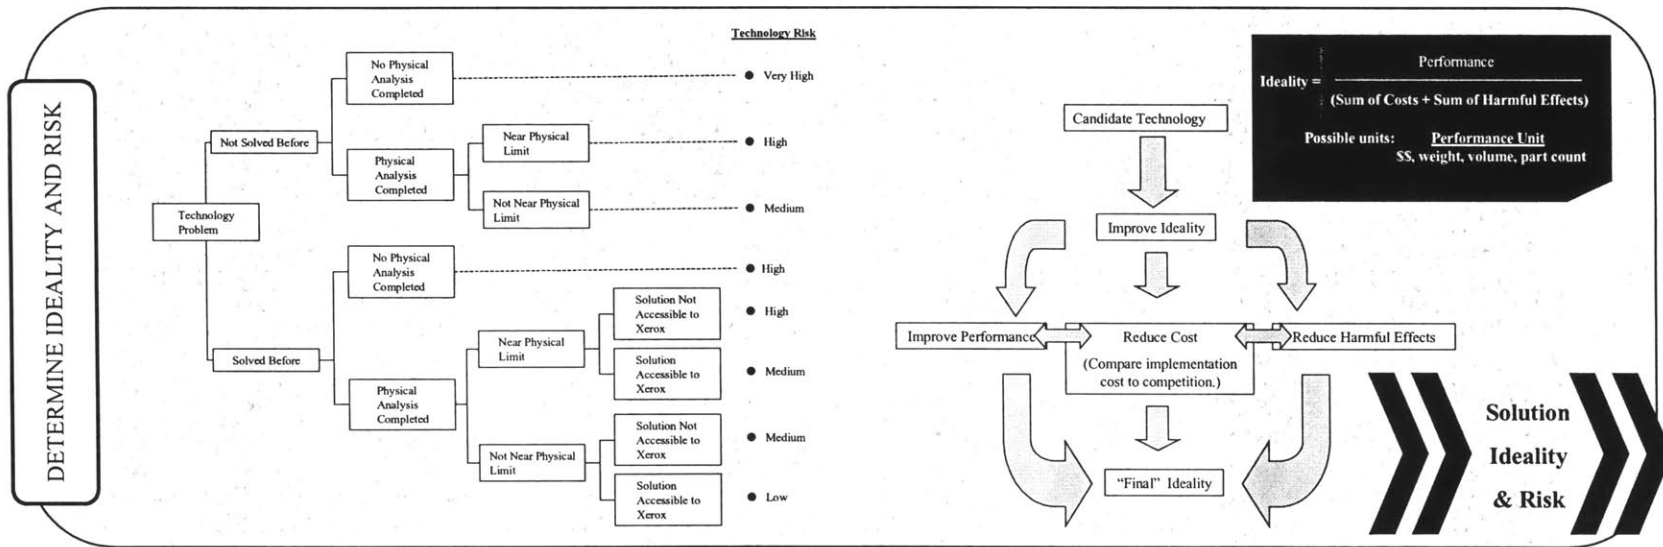 DETERMINE IDEALITY AND RISK
Technology Risk
Technology
Problem
Not Solved Before
No Physical
Analysis
Completed
Very High
Physical
Analysis
Completed
Near Physical
Limit
High
Not Near Physical
Limit
Medium
Solved Before
No Physical
Analysis
Completed
High
Physical
Analysis
Completed
Near Physical
Limit
Solution Not
Accessible to
Xerox
High
Solution
Accessible to
Xerox
Medium
Not Near Physical
Limit
Solution Not
Accessible to
Xerox
Medium
Solution
Accessible to
Xerox
Low
Candidate Technology
Improve Ideality
Improve Performance
Reduce Cost
(Compare implementation
cost to competition.)
Reduce Harmful Effects
“Final” Ideality
Performance
Ideality =
(Sum of Costs + Sum of Harmful Effects)
Possible units: Performance Unit
$$, weight, volume, part count
Solution
Ideality
& Risk